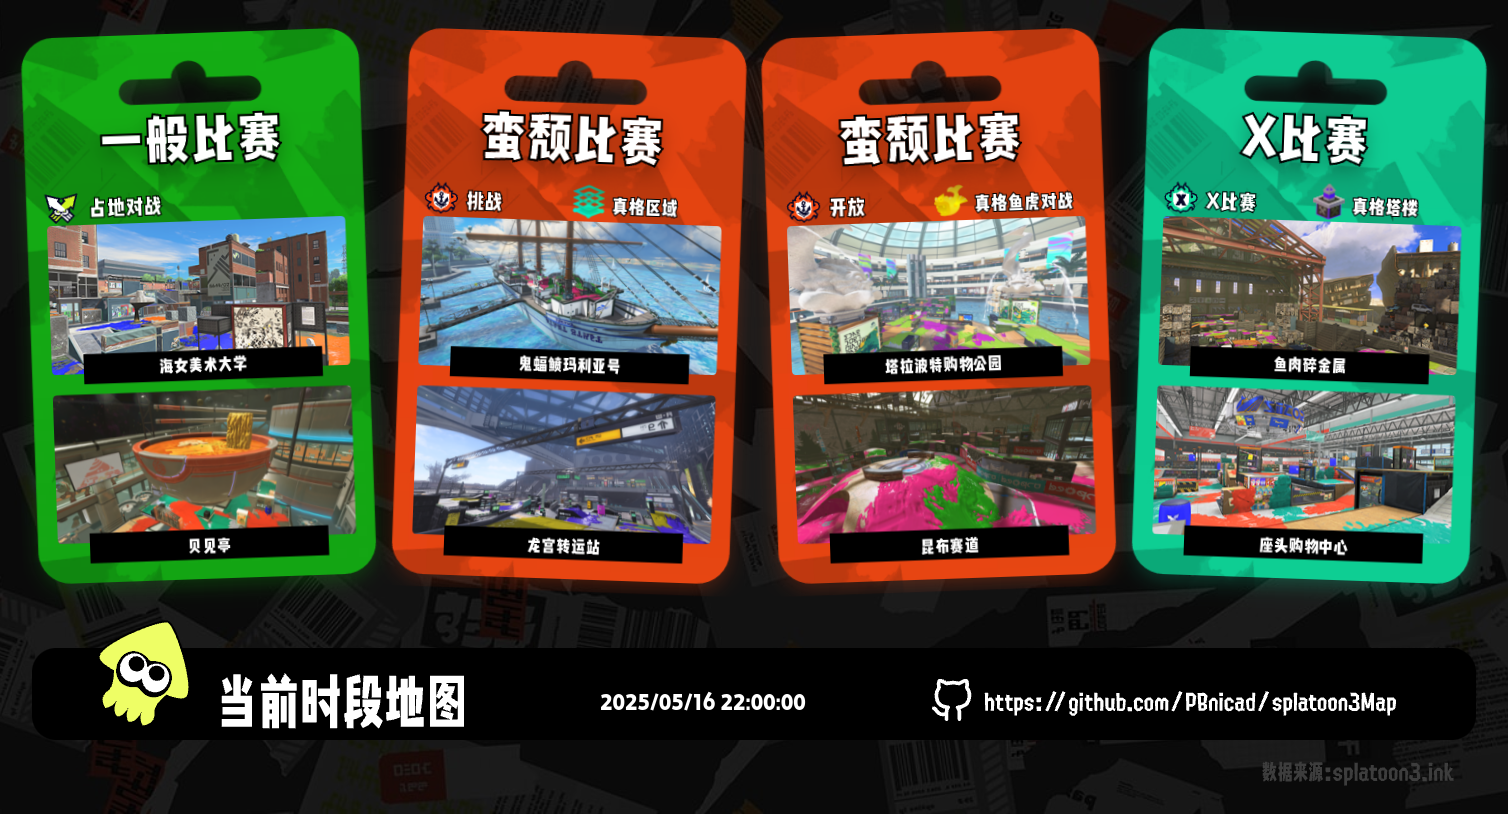 一般比赛
占地对战
海女美术大学
贝见亭
蛮颓比赛
挑战
真格区域
鬼蝠鲼玛利亚号
龙宫转运站
蛮颓比赛
开放
真格鱼虎对战
塔拉波特购物公园
昆布赛道
X比赛
X比赛
真格塔楼
鱼肉碎金属
座头购物中心
当前时段地图
2025/05/16 22:00:00
https://github.com/PBnicad/splatoon3Map
数据来源:splatoon3.ink